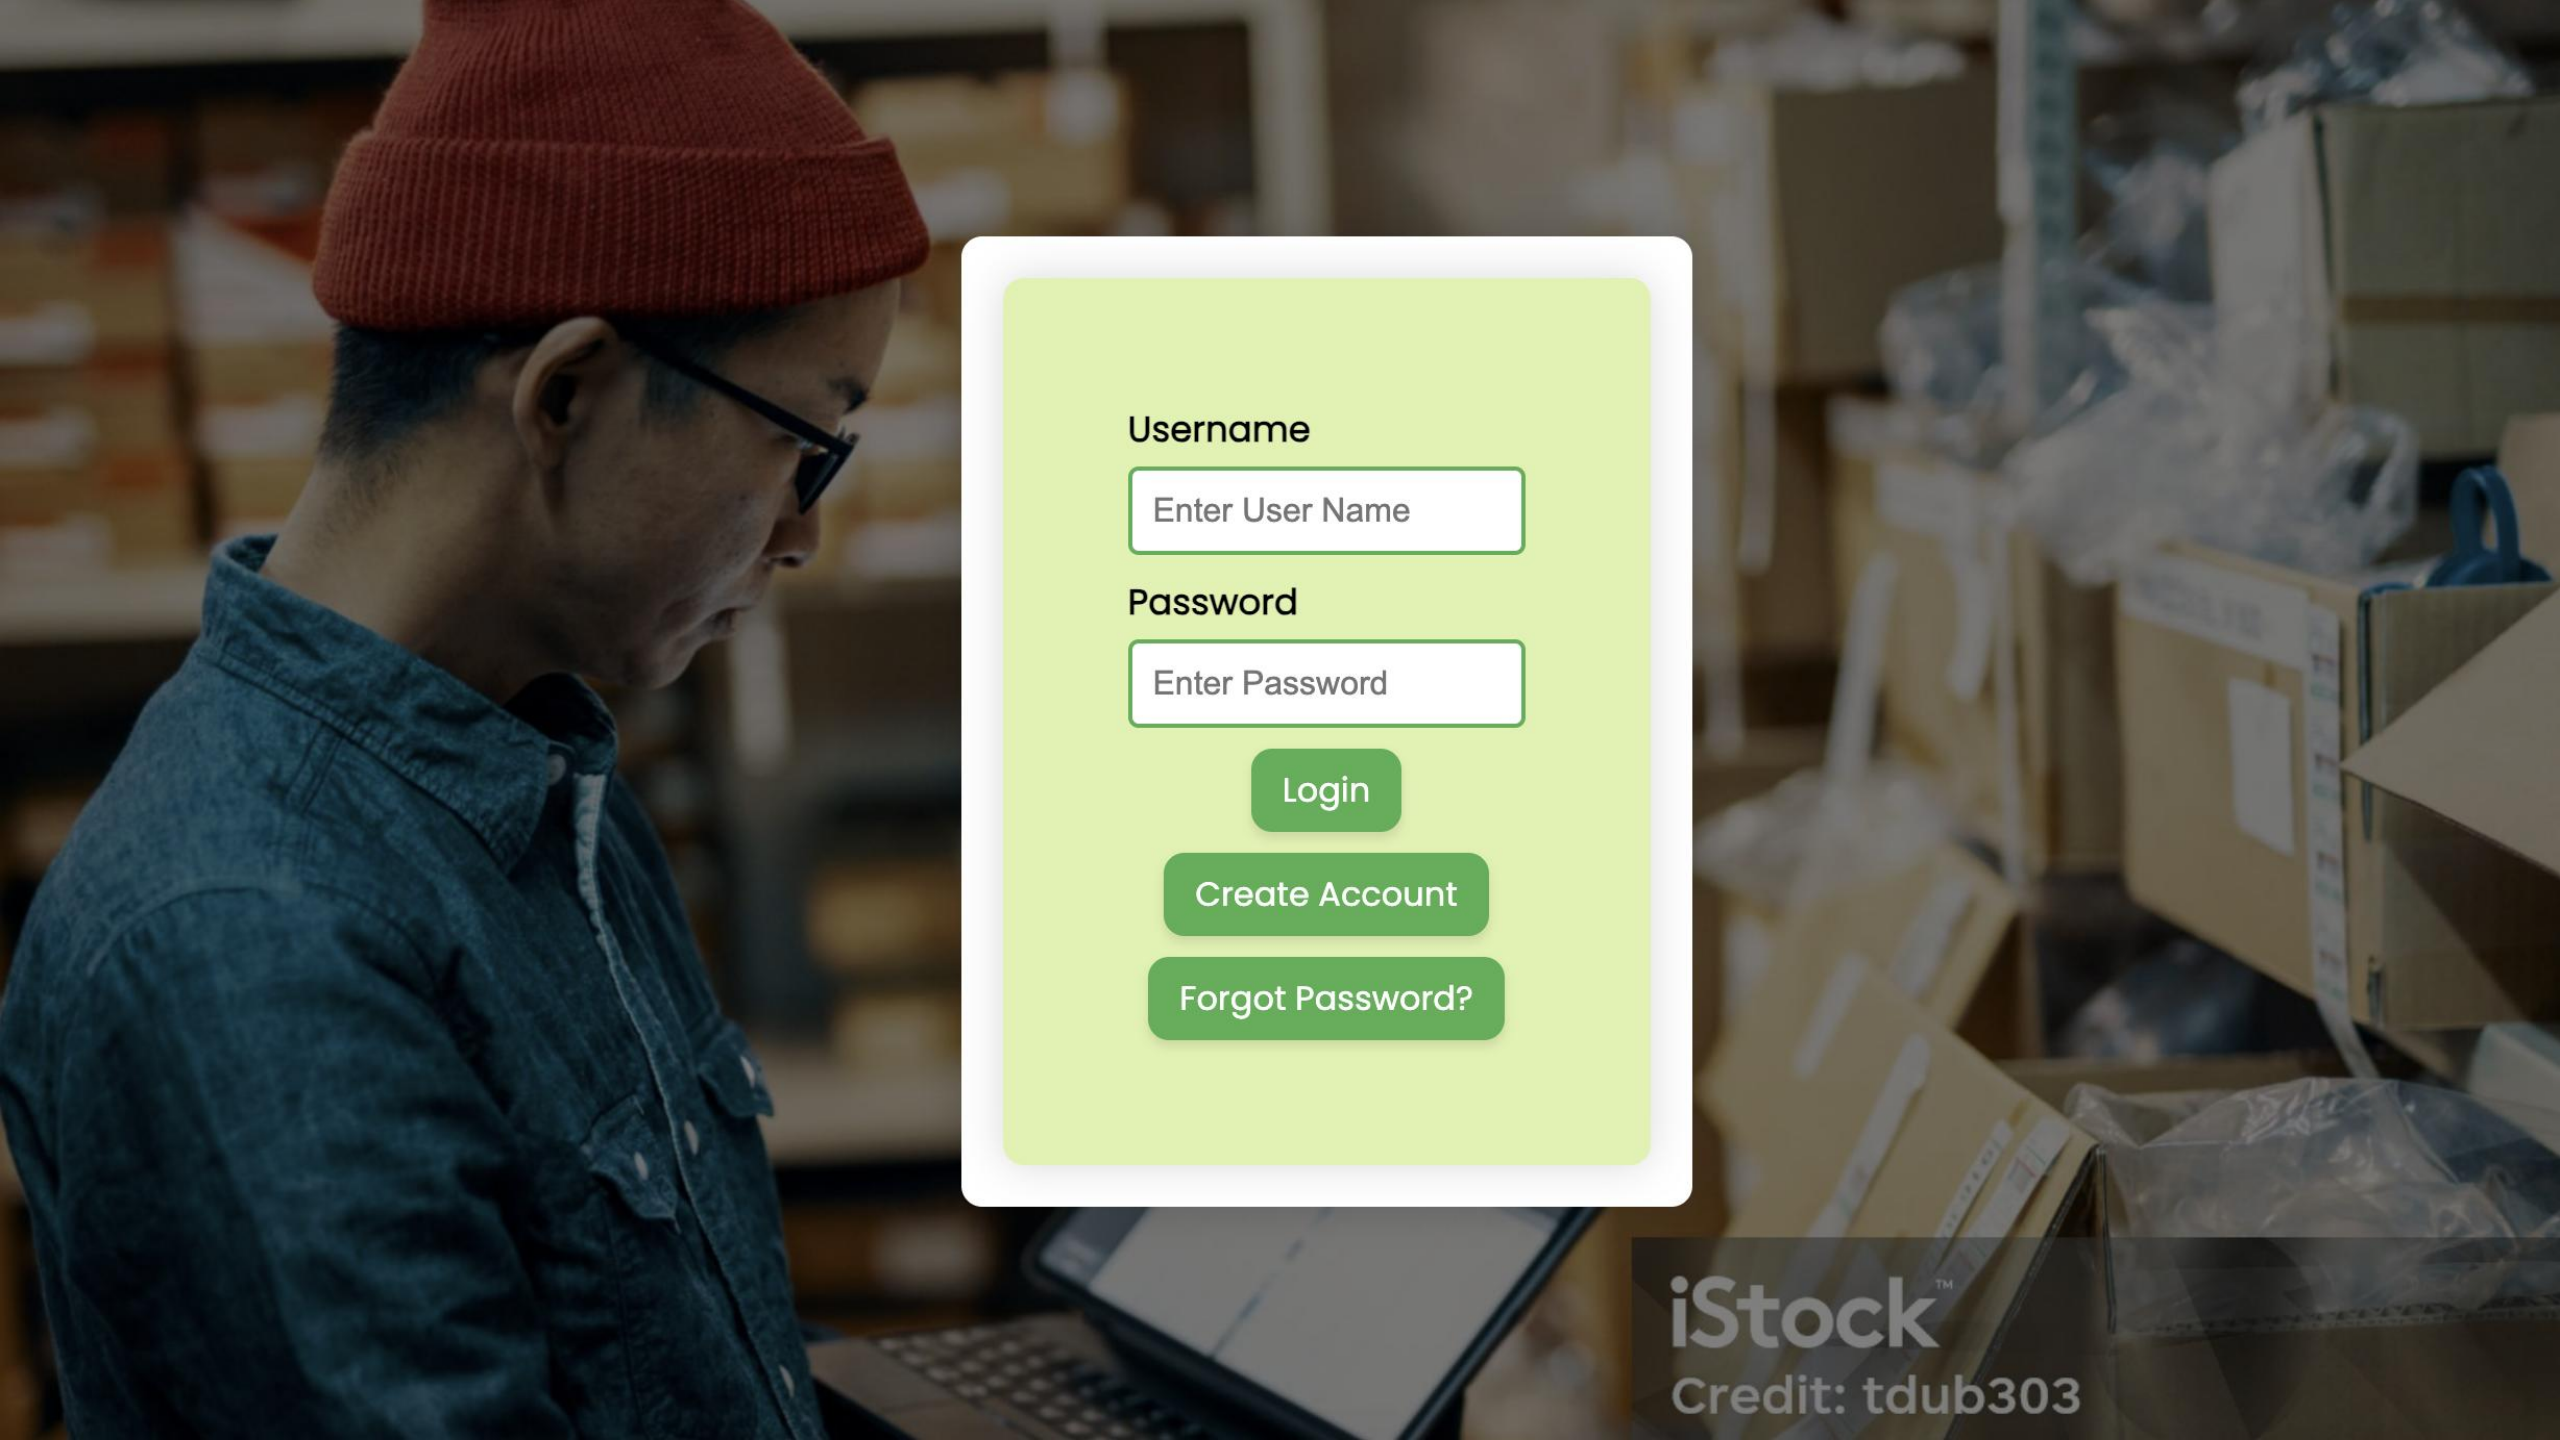 Username
Enter User Name
Password
Enter Password
Login
Create Account
Forgot Password?
iStock™
Credit: tdub303